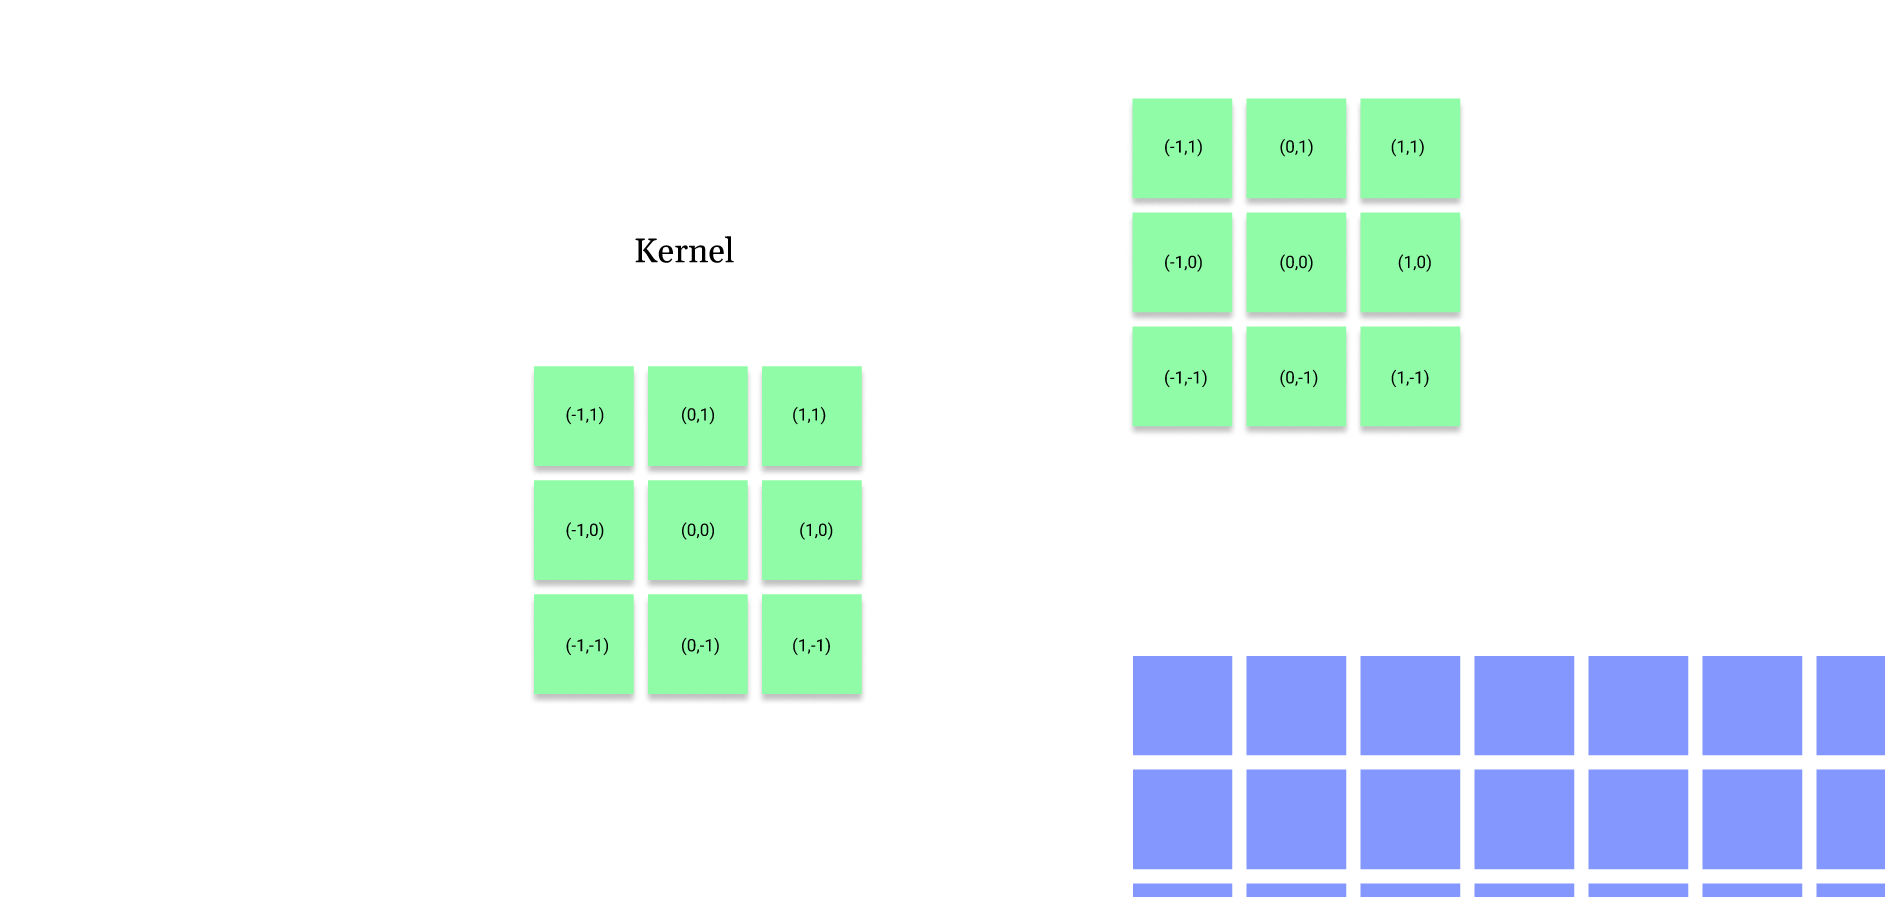 Kernel
(-1,1) (0,1) (1,1)
(-1,0) (0,0) (1,0)
(-1,-1) (0,-1) (1,-1)
(-1,1) (0,1) (1,1)
(-1,0) (0,0) (1,0)
(-1,-1) (0,-1) (1,-1)